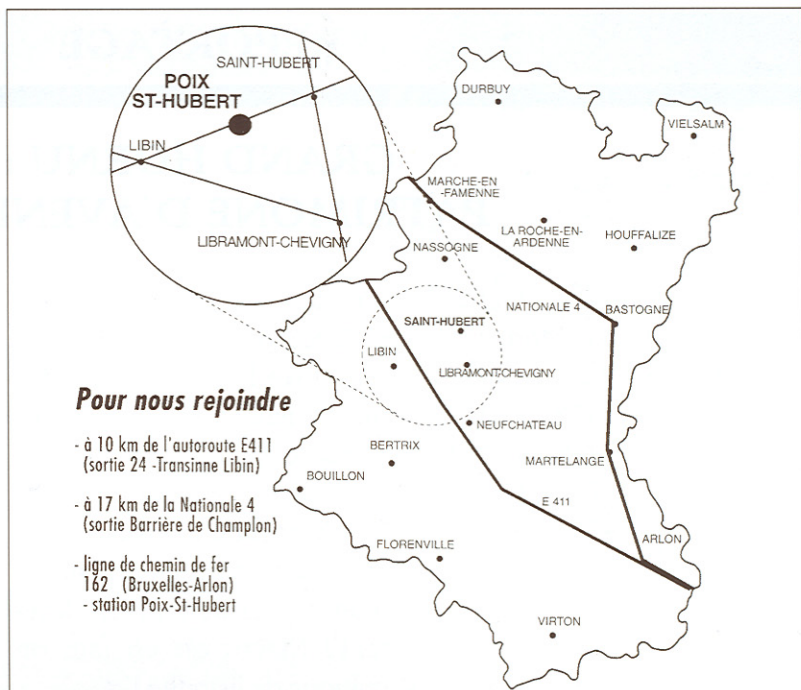 SAINT-HUBERT
POIX
ST-HUBERT
LIBIN
LIBRAMONT-CHEVIGNY
DURBUY
VIELSALM
MARCHE-EN
-FAMENNE
LA ROCHE-EN-
ARDENNE
HOUFFALIZE
NASSOGNE
NATIONALE 4
BASTOGNE
SAINT-HUBERT
LIBIN
LIBRAMONT-CHEVIGNY
NEUFCHATEAU
BERTRIX
MARTELANGE
BOUILLON
E 411
ARLON
FLORENVILLE
VIRTON
Pour nous rejoindre
- à 10 km de l'autoroute E411
(sortie 24 -Transinne Libin)
- à 17 km de la Nationale 4
(sortie Barrière de Champlon)
- ligne de chemin de fer
162 (Bruxelles-Arlon)
- station Poix-St-Hubert